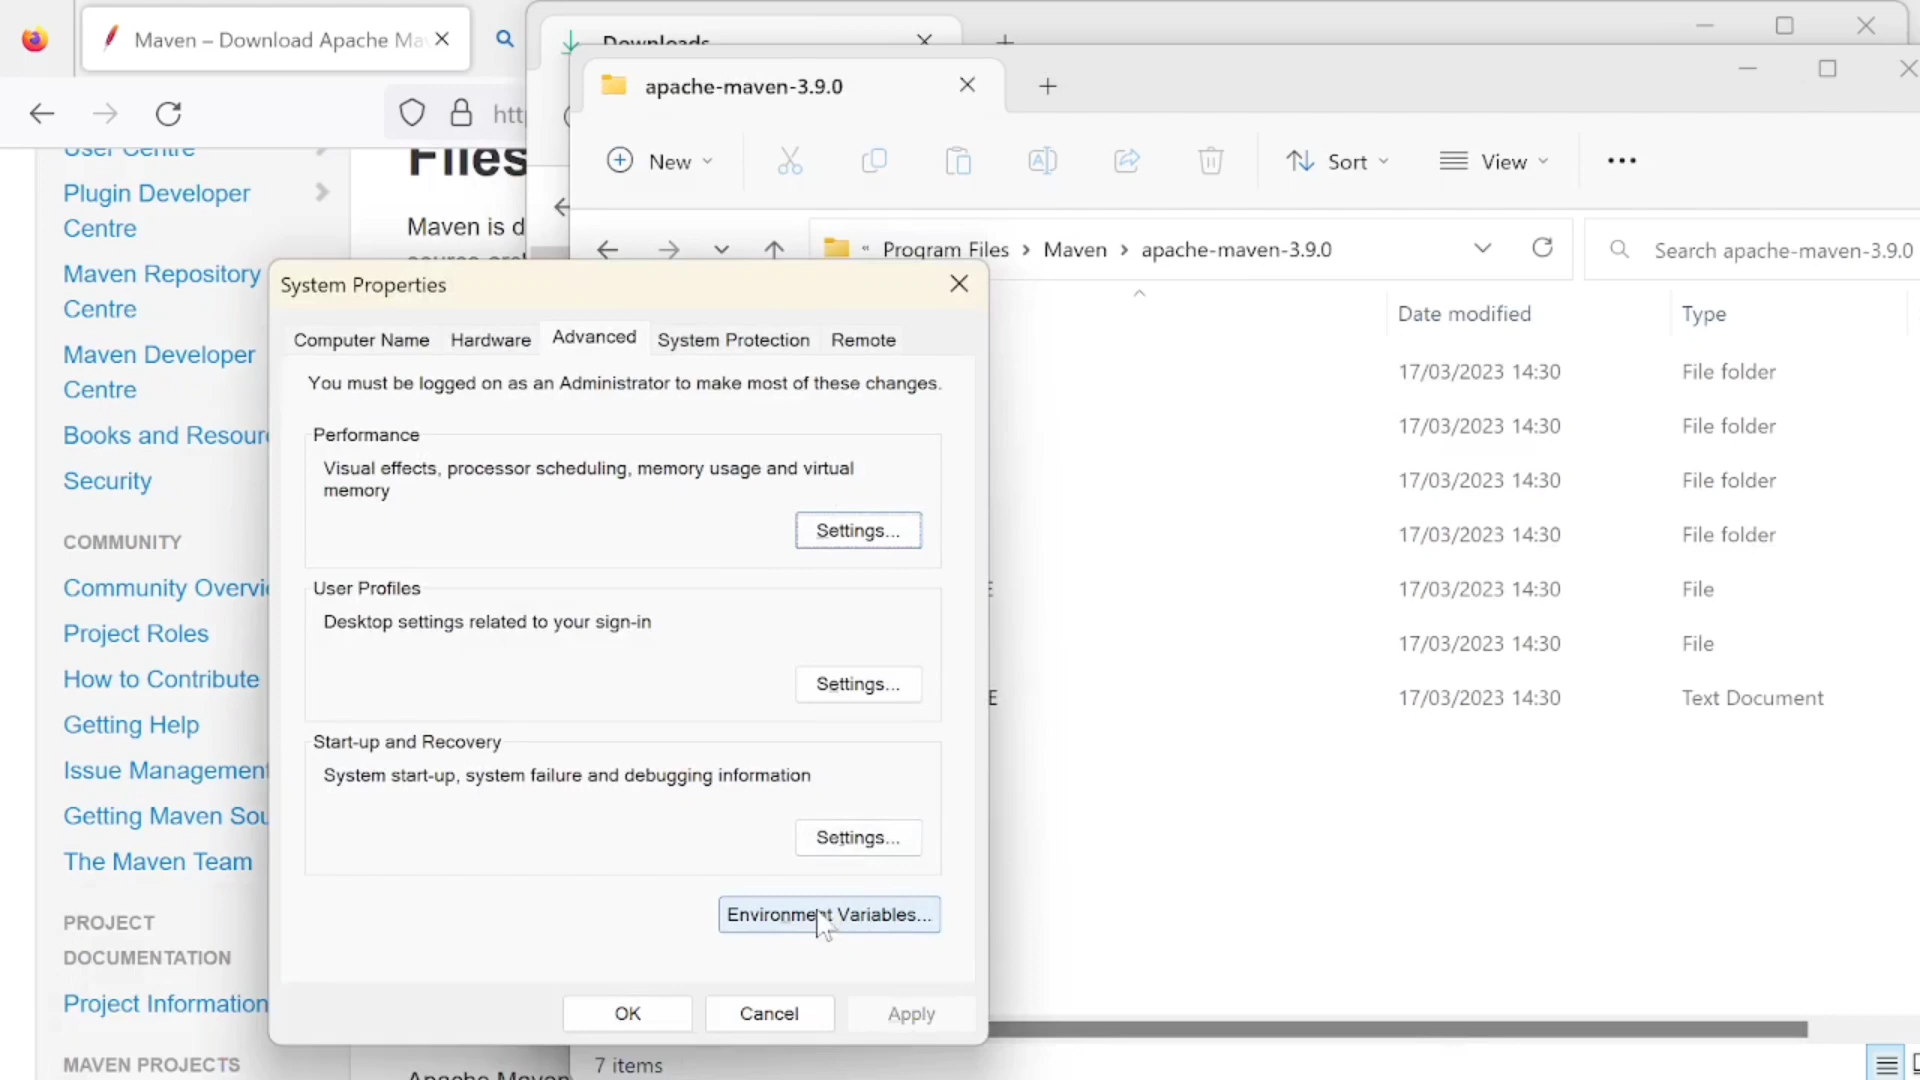 Maven – Download Apache Ma
Downloads
apache-maven-3.9.0
New
Sort
View
Program Files
Maven
apache-maven-3.9.0
Search apache-maven-3.9.0
User Centre
Plugin Developer
Centre
Maven Repository
Centre
Maven Developer
Centre
Books and Resour
Security
COMMUNITY
Community Overvi
Project Roles
How to Contribute
Getting Help
Issue Management
Getting Maven Sou
The Maven Team
PROJECT
DOCUMENTATION
Project Information
MAVEN PROJECTS
Files
Maven is d
Apache Maven
System Properties
Computer Name
Hardware
Advanced
System Protection
Remote
You must be logged on as an Administrator to make most of these changes.
Performance
Visual effects, processor scheduling, memory usage and virtual
memory
Settings...
User Profiles
Desktop settings related to your sign-in
Settings...
Start-up and Recovery
System start-up, system failure and debugging information
Settings...
Environment Variables...
OK
Cancel
Apply
Date modified
Type
17/03/2023 14:30
File folder
17/03/2023 14:30
File folder
17/03/2023 14:30
File folder
17/03/2023 14:30
File folder
17/03/2023 14:30
File
17/03/2023 14:30
File
E
17/03/2023 14:30
Text Document
7 items